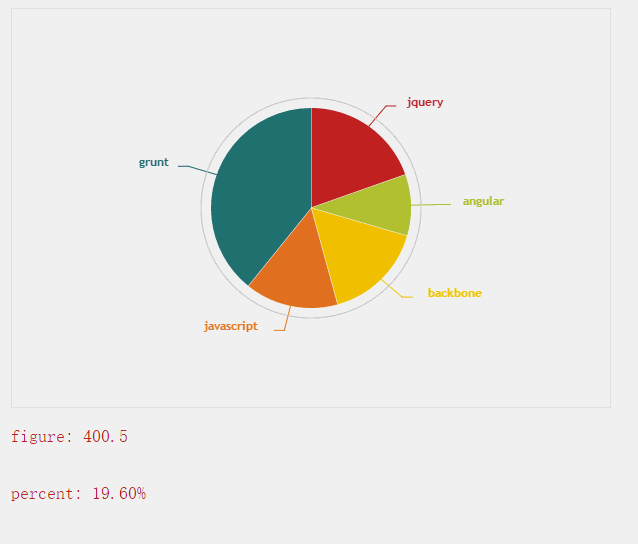 jquery
grunt
angular
backbone
javascript
figure: 400.5
percent: 19.60%